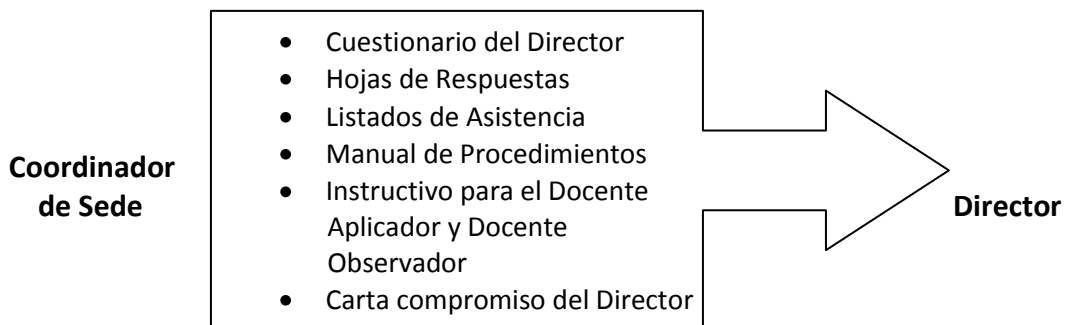 Coordinador
de Sede
• Cuestionario del Director
• Hojas de Respuestas
• Listados de Asistencia
• Manual de Procedimientos
• Instructivo para el Docente
Aplicador y Docente
Observador
• Carta compromiso del Director
Director